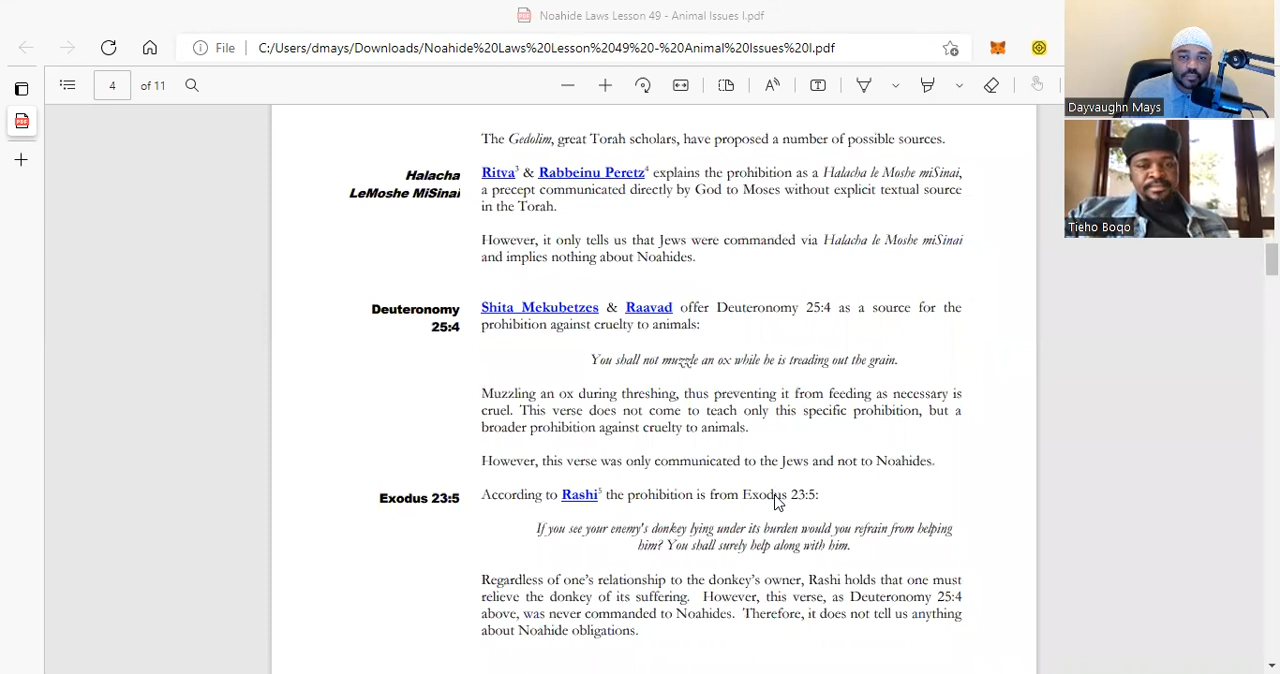 Noahide Laws Lesson 49 - Animal Issues I.pdf
File
C:/Users/dmays/Downloads/Noahide%20Laws%20Lesson%2049%20-%20Animal%20Issues%20I.pdf
4 of 11
Dayvaughn Mays
Tieho Boqo
The Gedolim, great Torah scholars, have proposed a number of possible sources.
Halacha
LeMoshe MiSinai
Ritva3 & Rabbeinu Peretz4 explains the prohibition as a Halacha le Moshe miSinai,
a precept communicated directly by God to Moses without explicit textual source
in the Torah.
However, it only tells us that Jews were commanded via Halacha le Moshe miSinai
and implies nothing about Noahides.
Deuteronomy
25:4
Shita Mekubetzes & Raavad offer Deuteronomy 25:4 as a source for the
prohibition against cruelty to animals:
You shall not muzzle an ox while he is treading out the grain.
Muzzling an ox during threshing, thus preventing it from feeding as necessary is
cruel. This verse does not come to teach only this specific prohibition, but a
broader prohibition against cruelty to animals.
However, this verse was only communicated to the Jews and not to Noahides.
Exodus 23:5
According to Rashi5 the prohibition is from Exodus 23:5:
If you see your enemy's donkey lying under its burden would you refrain from helping
him? You shall surely help along with him.
Regardless of one's relationship to the donkey's owner, Rashi holds that one must
relieve the donkey of its suffering. However, this verse, as Deuteronomy 25:4
above, was never commanded to Noahides. Therefore, it does not tell us anything
about Noahide obligations.